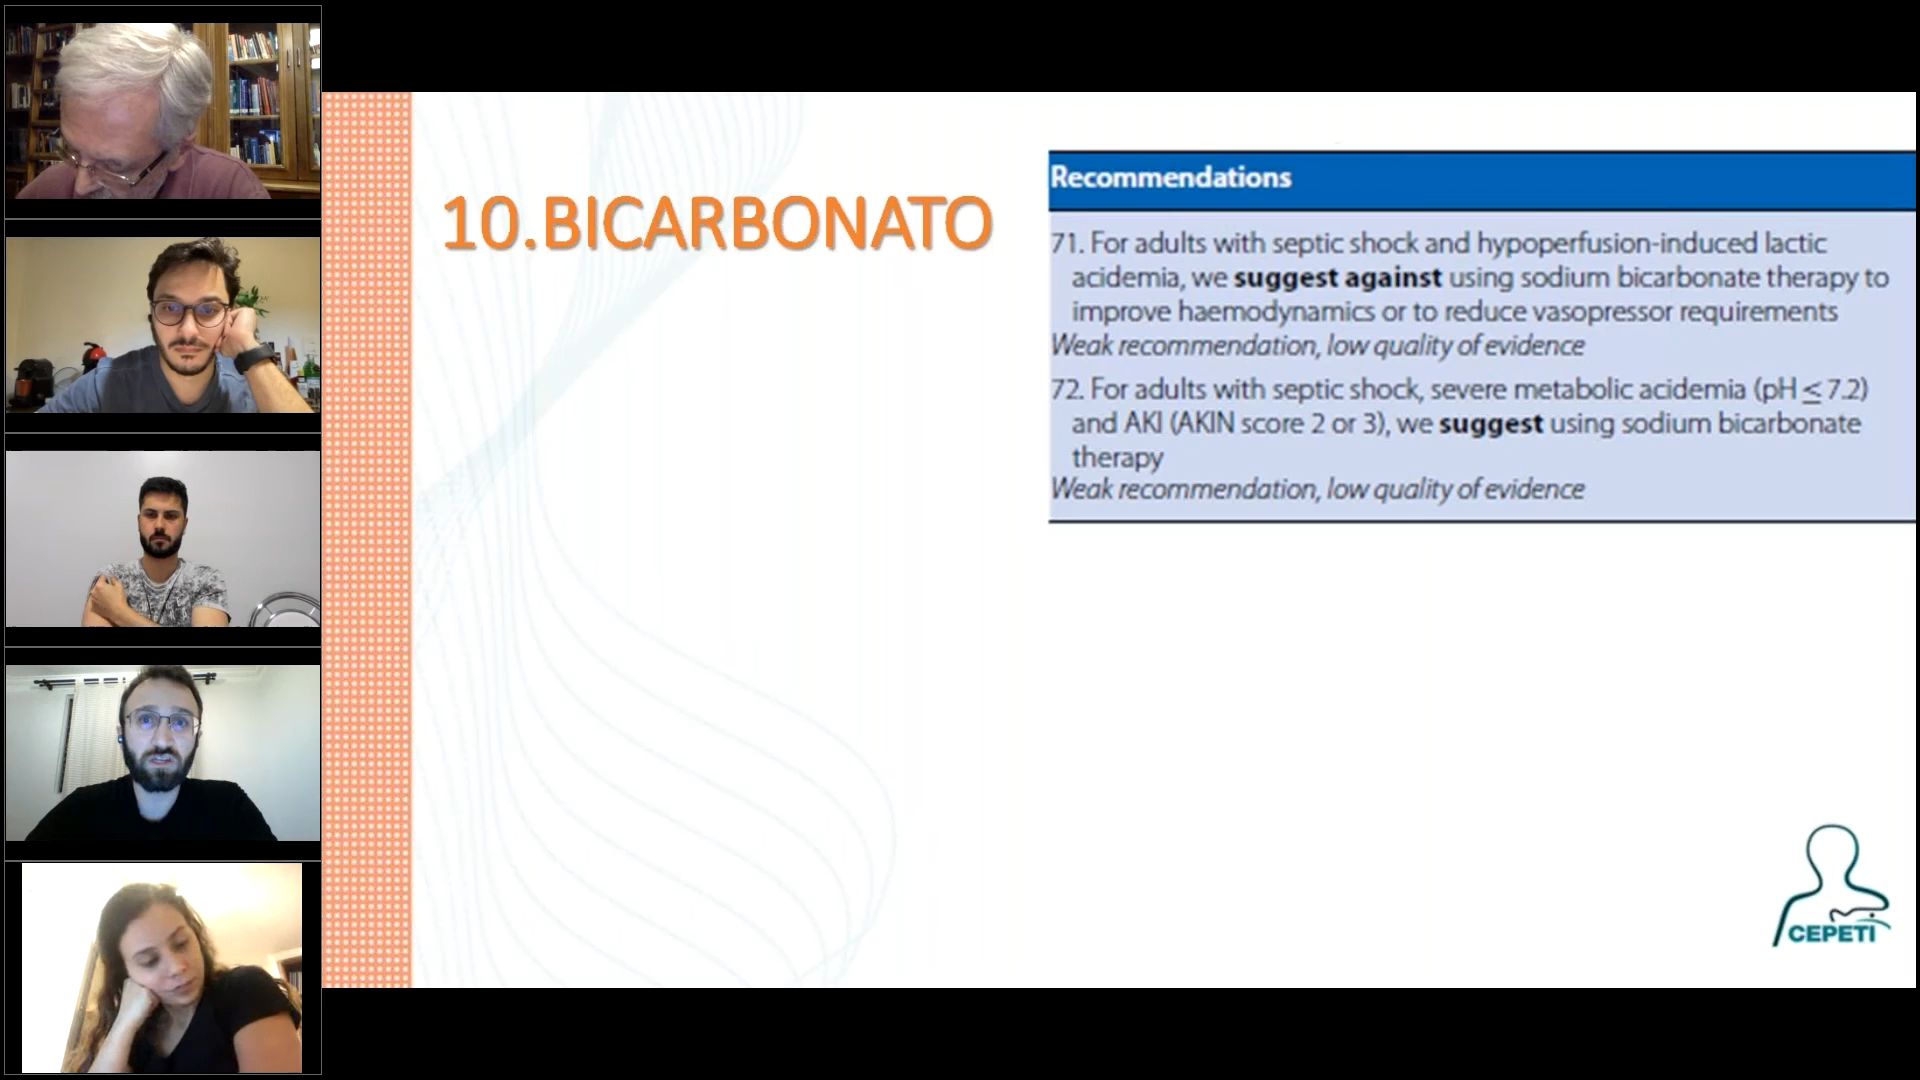 10.BICARBONATO
Recommendations
71. For adults with septic shock and hypoperfusion-induced lactic
acidemia, we suggest against using sodium bicarbonate therapy to
improve haemodynamics or to reduce vasopressor requirements
Weak recommendation, low quality of evidence
72. For adults with septic shock, severe metabolic acidemia (pH ≤ 7.2)
and AKI (AKIN score 2 or 3), we suggest using sodium bicarbonate
therapy
Weak recommendation, low quality of evidence
CEPETI